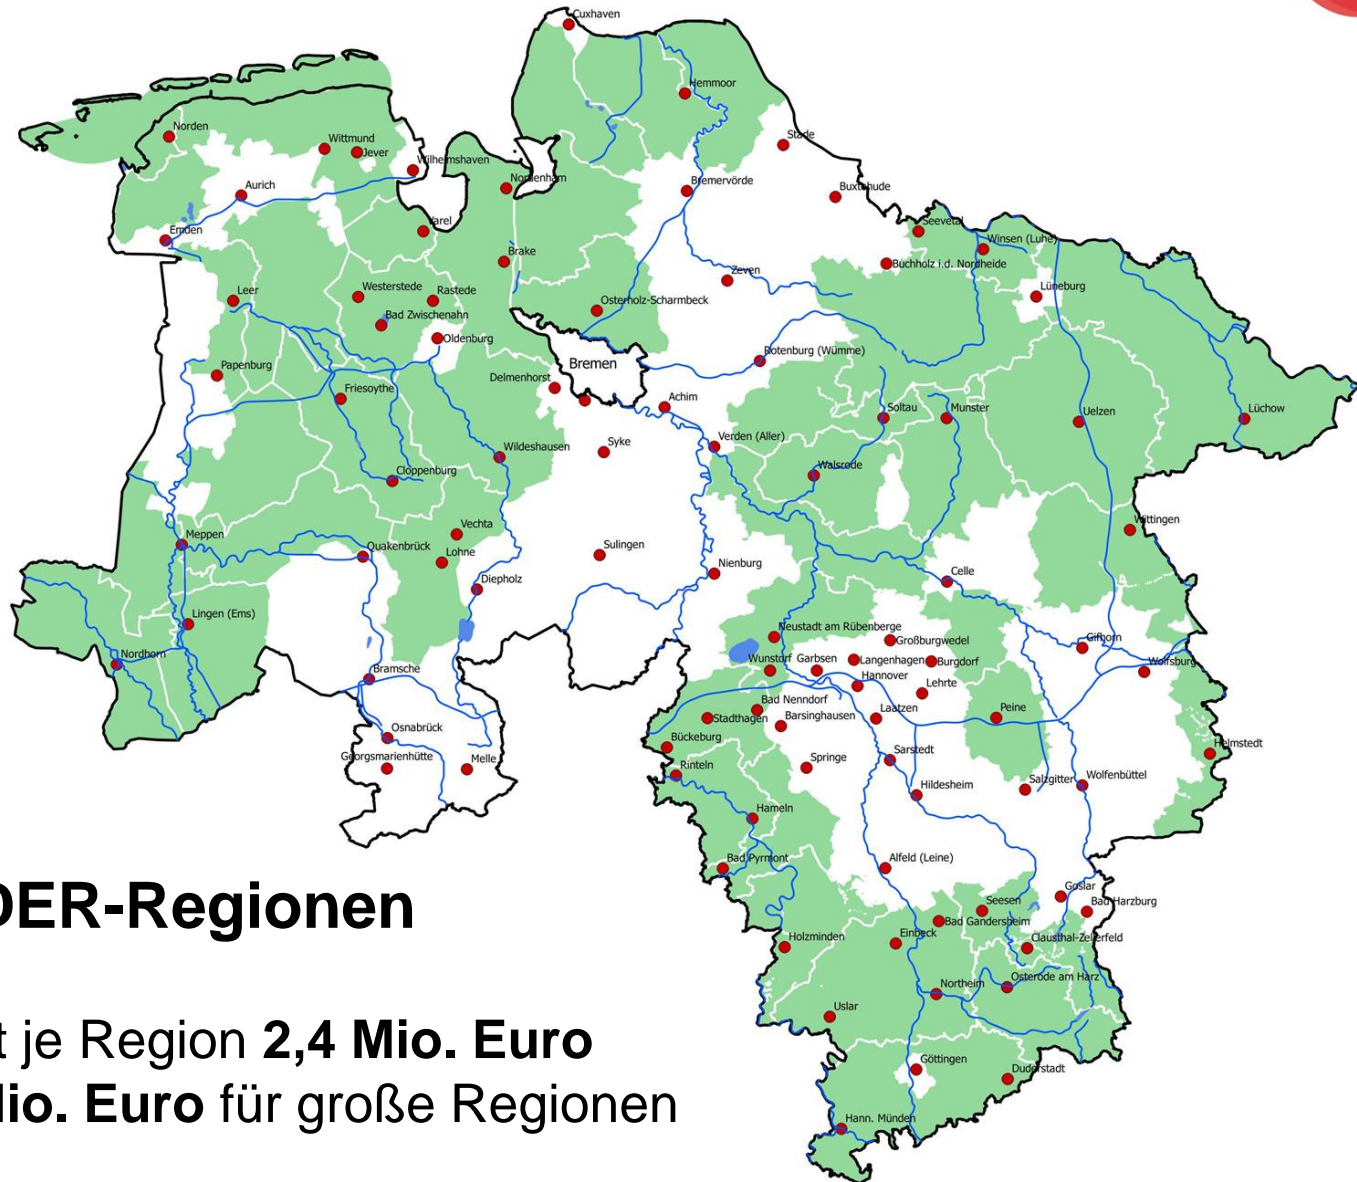 Cuxhaven
Hemmoor
Norden
Wittmund
Jever
Stade
Wilhelmshaven
Aurich
Nordenham
Bremervörde
Buxtehude
Emden
Varel
Seevetal
Winsen (Luhe)
Brake
Buchholz i.d. Nordheide
Zeven
Leer
Westerstede
Rastede
Lüneburg
Osterholz-Scharmbeck
Bad Zwischenahn
Oldenburg
Rotenburg (Wümme)
Bremen
Papenburg
Delmenhorst
Friesoythe
Achim
Soltau
Munster
Uelzen
Lüchow
Syke
Verden (Aller)
Wildeshausen
Walsrode
Cloppenburg
Vechta
Wittingen
Meppen
Quakenbrück
Lohne
Sulingen
Nienburg
Celle
Diepholz
Lingen (Ems)
Neustadt am Rübenberge
Großburgwedel
Gifhorn
Nordhorn
Bramsche
Wunstorf
Garbsen
Langenhagen
Burgdorf
Wolfsburg
Hannover
Lehrte
Bad Nenndorf
Stadthagen
Barsinghausen
Laatzen
Peine
Osnabrück
Bückeburg
Helmstedt
Georgsmarienhütte
Melle
Rinteln
Springe
Sarstedt
Hildesheim
Salzgitter
Wolfenbüttel
Hameln
Bad Pyrmont
Alfeld (Leine)
DER-Regionen
Seesen
Goslar
Bad Harzburg
Bad Gandersheim
Holzminden
Einbeck
Clausthal-Zellerfeld
Northeim
Osterode am Harz
Uslar
t je Region 2,4 Mio. Euro
Göttingen
Duderstadt
Mio. Euro für große Regionen
Hann. Münden